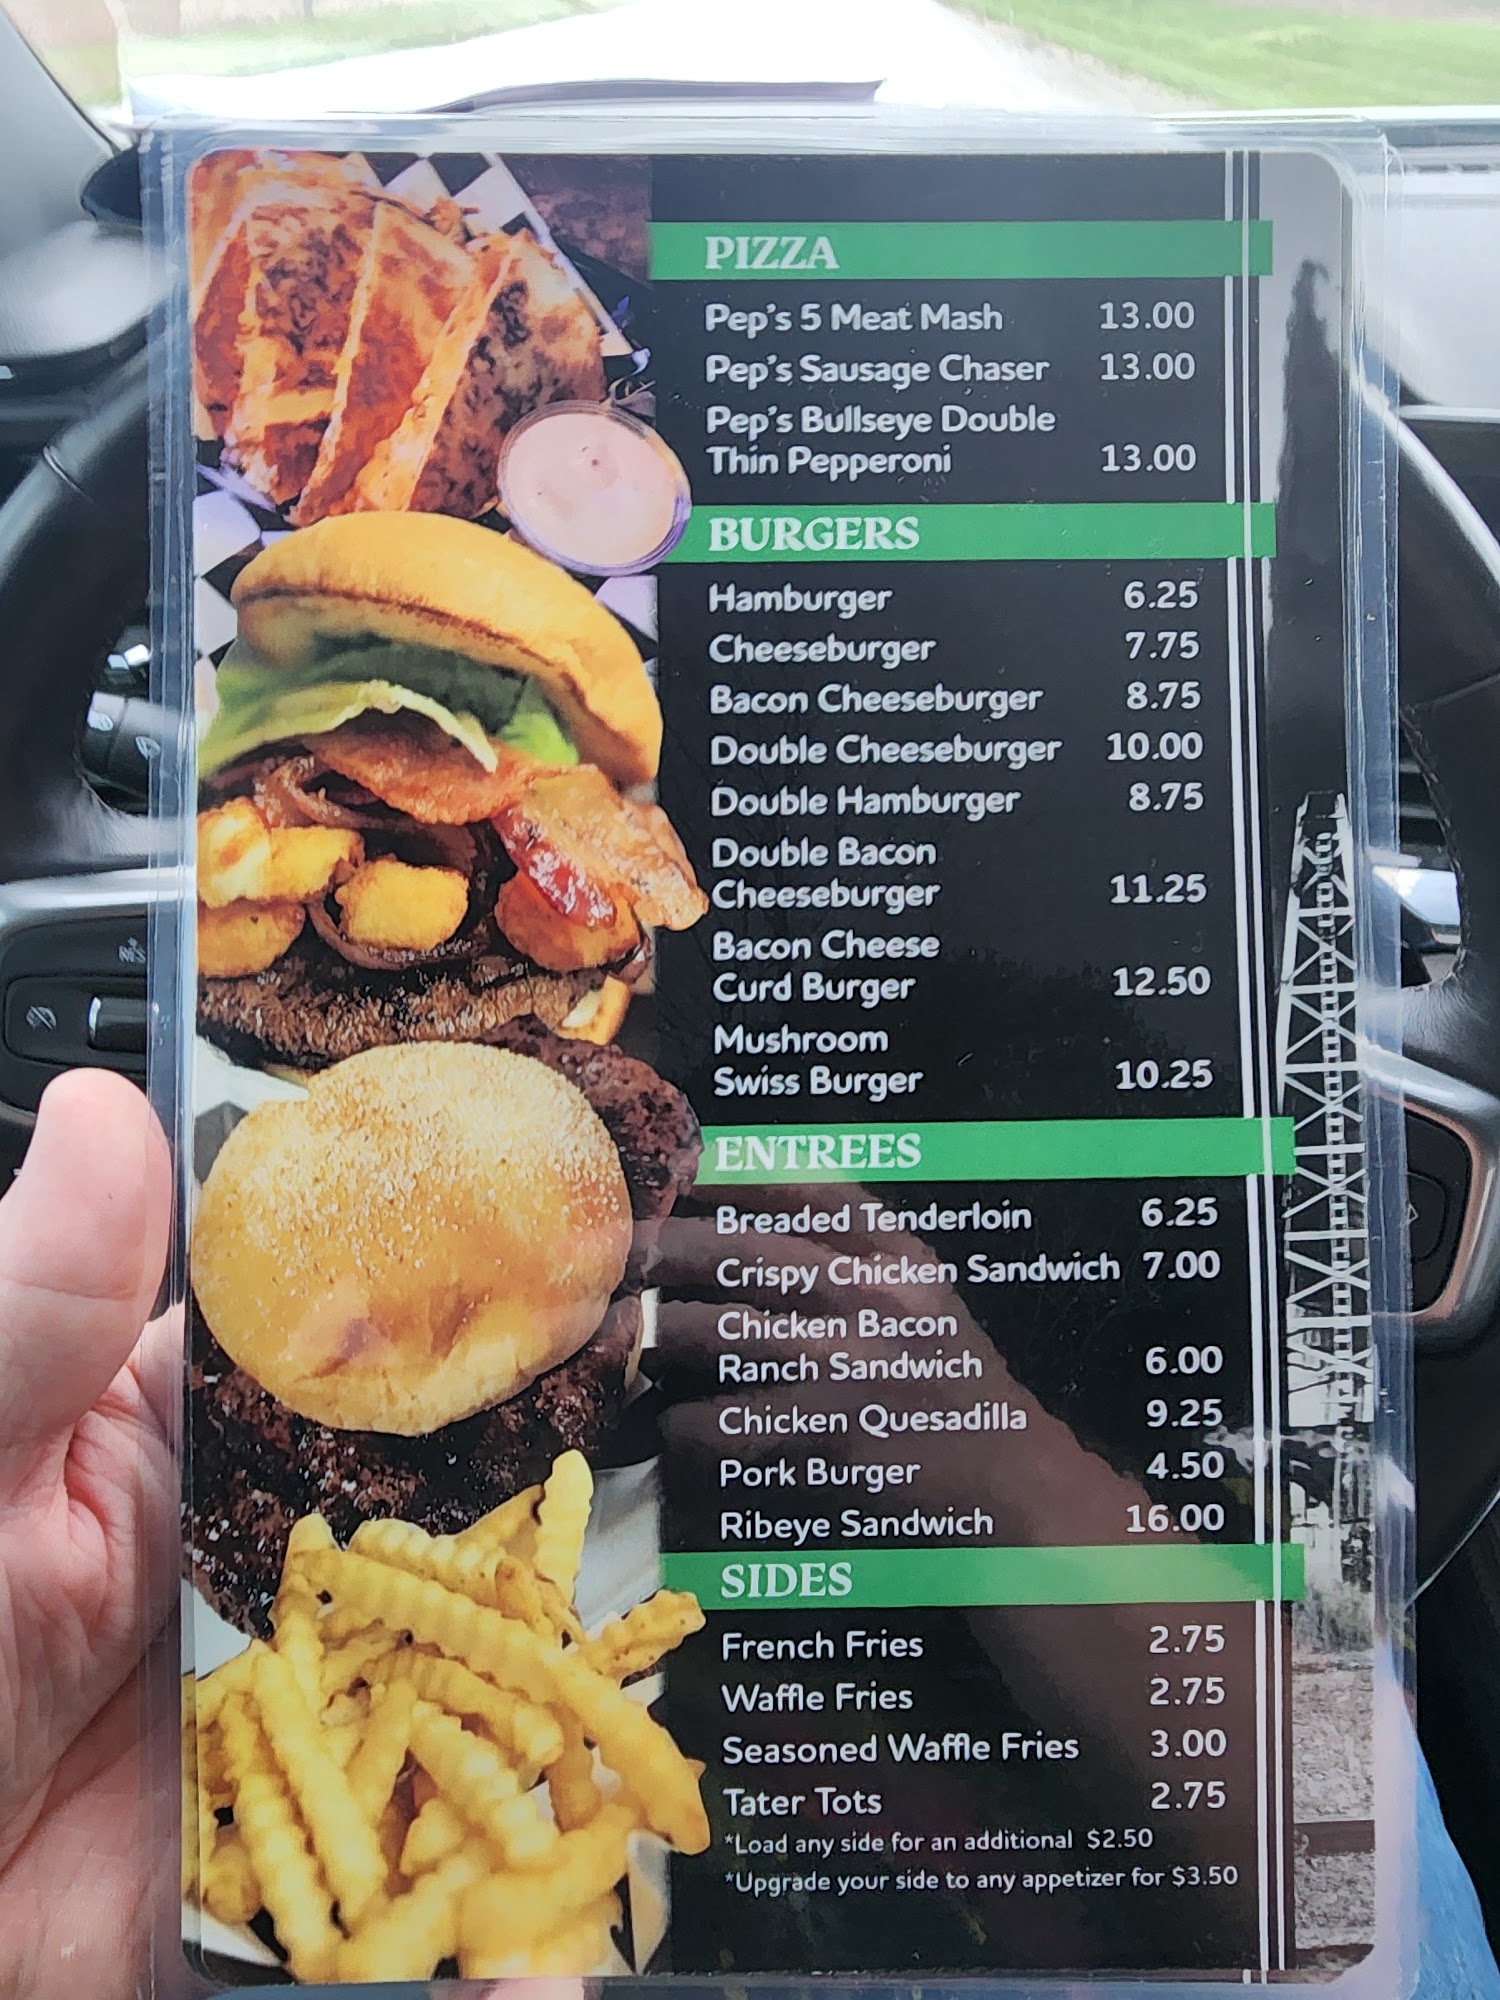 PIZZA
Pep's 5 Meat Mash 13.00
Pep's Sausage Chaser 13.00
Pep's Bullseye Double
Thin Pepperoni 13.00
BURGERS
Hamburger 6.25
Cheeseburger 7.75
Bacon Cheeseburger 8.75
Double Cheeseburger 10.00
Double Hamburger 8.75
Double Bacon
Cheeseburger 11.25
Bacon Cheese
Curd Burger 12.50
Mushroom
Swiss Burger 10.25
ENTREES
Breaded Tenderloin 6.25
Crispy Chicken Sandwich 7.00
Chicken Bacon
Ranch Sandwich 6.00
Chicken Quesadilla 9.25
Pork Burger 4.50
Ribeye Sandwich 16.00
SIDES
French Fries 2.75
Waffle Fries 2.75
Seasoned Waffle Fries 3.00
Tater Tots 2.75
*Load any side for an additional $2.50
*Upgrade your side to any appetizer for $3.50